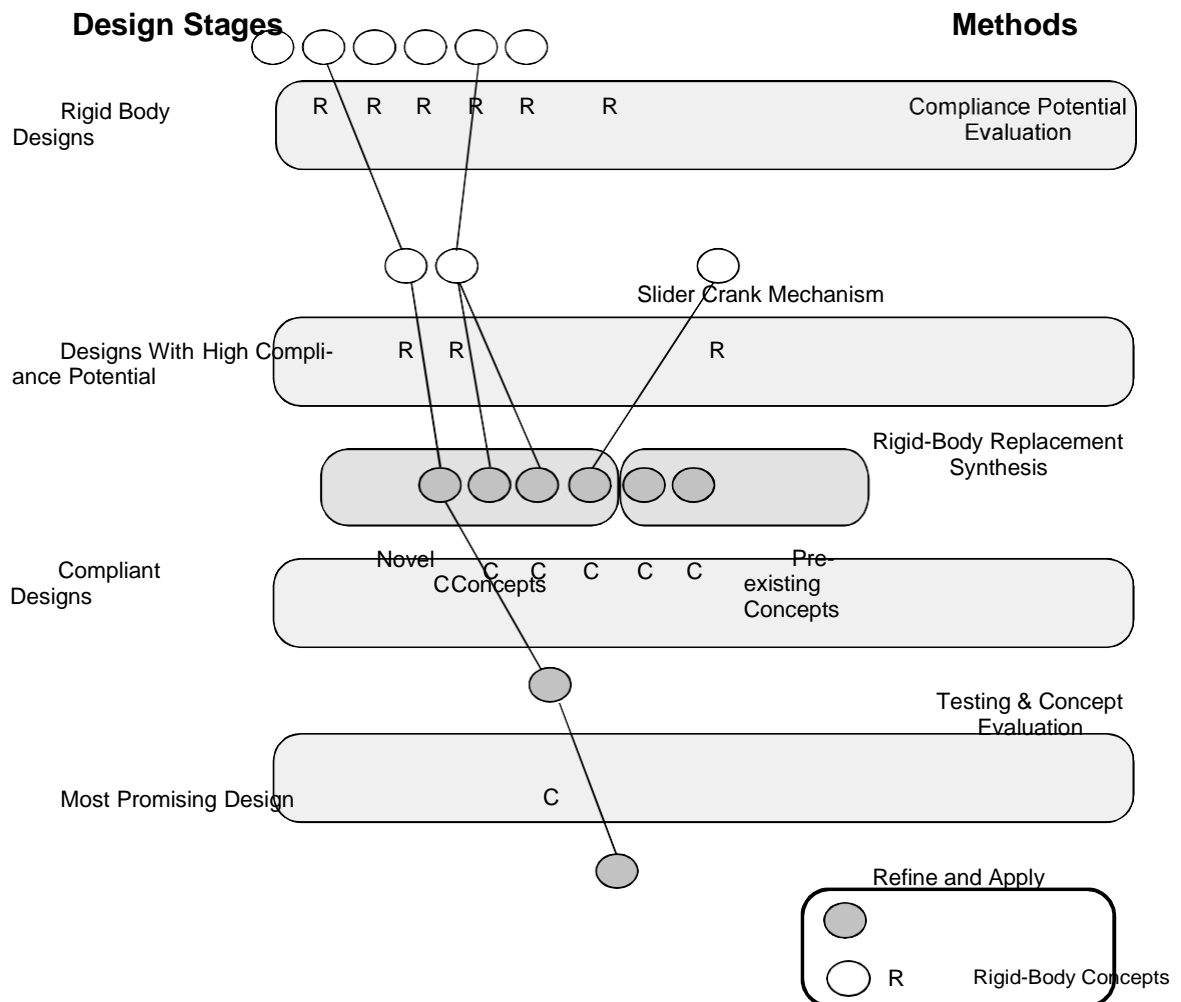 Design Stages
Methods
R R R R R R
Compliance Potential
Evaluation
Rigid Body
Designs
Slider Crank Mechanism
Designs With High Compli-
ance Potential
R R R
Rigid-Body Replacement
Synthesis
Novel
CConcepts
C C C C C
Pre-
existing
Concepts
Compliant
Designs
Testing & Concept
Evaluation
Most Promising Design
C
Refine and Apply
R Rigid-Body Concepts